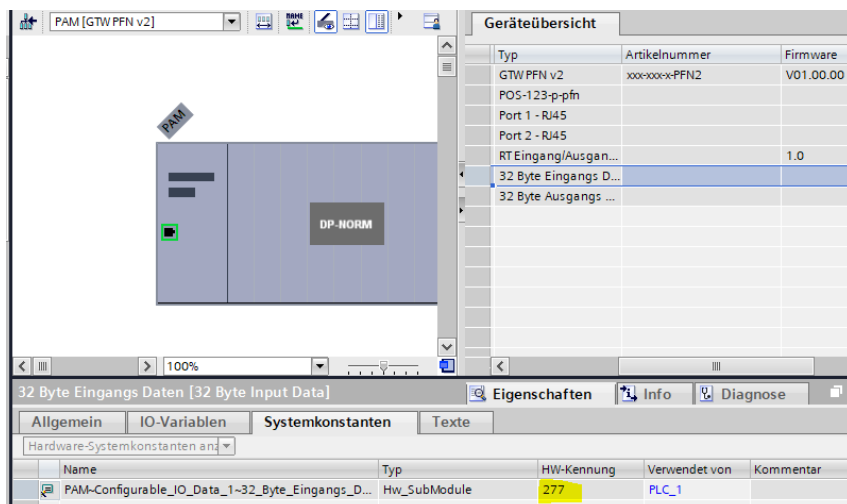 PAM [GTW PFN v2]
NAME
Geräteübersicht
Typ Artikelnummer Firmware
GTW PFN v2 xxx-xxx-x-PFN2 V01.00.00
POS-123-p-pfn
Port 1 - RJ45
Port 2 - RJ45
RT Eingang/Ausgan... 1.0
32 Byte Eingangs D...
32 Byte Ausgangs ...
PAM
DP-NORM
100%
32 Byte Eingangs Daten [32 Byte Input Data]
Eigenschaften Info Diagnose
Allgemein IO-Variablen Systemkonstanten Texte
Hardware-Systemkonstanten anz
Name Typ HW-Kennung Verwendet von Kommentar
PAM~Configurable_IO_Data_1~32_Byte_Eingangs_D... Hw_SubModule 277 PLC_1